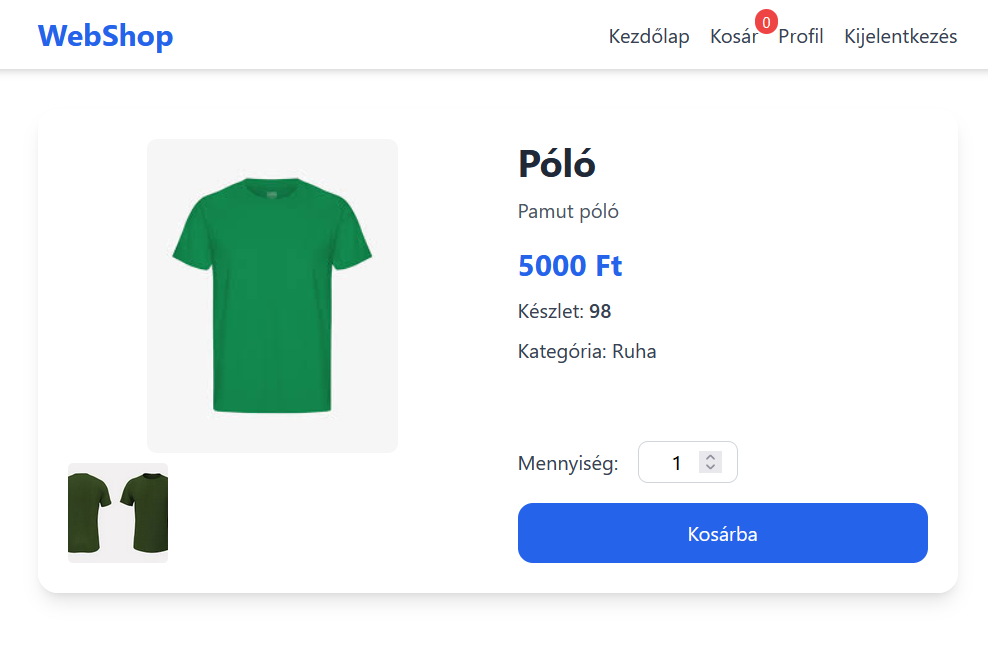 WebShop
Kezdőlap Kosár 0 Profil Kijelentkezés
Póló
Pamut póló
5000 Ft
Készlet: 98
Kategória: Ruha
Mennyiség: 1
Kosárba